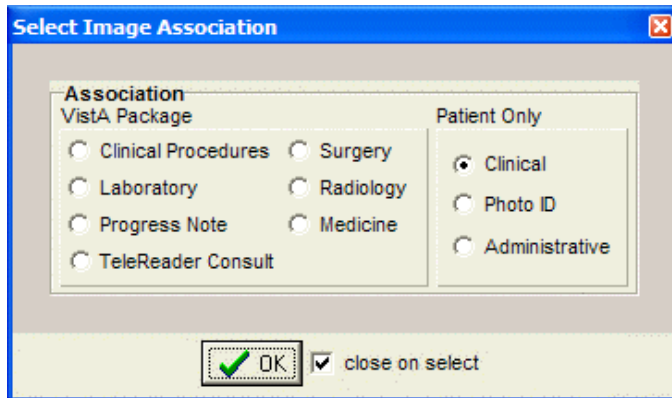 Select Image Association
Association
VistA Package
Patient Only
Clinical Procedures
Surgery
Clinical
Laboratory
Radiology
Photo ID
Progress Note
Medicine
Administrative
TeleReader Consult
OK
close on select